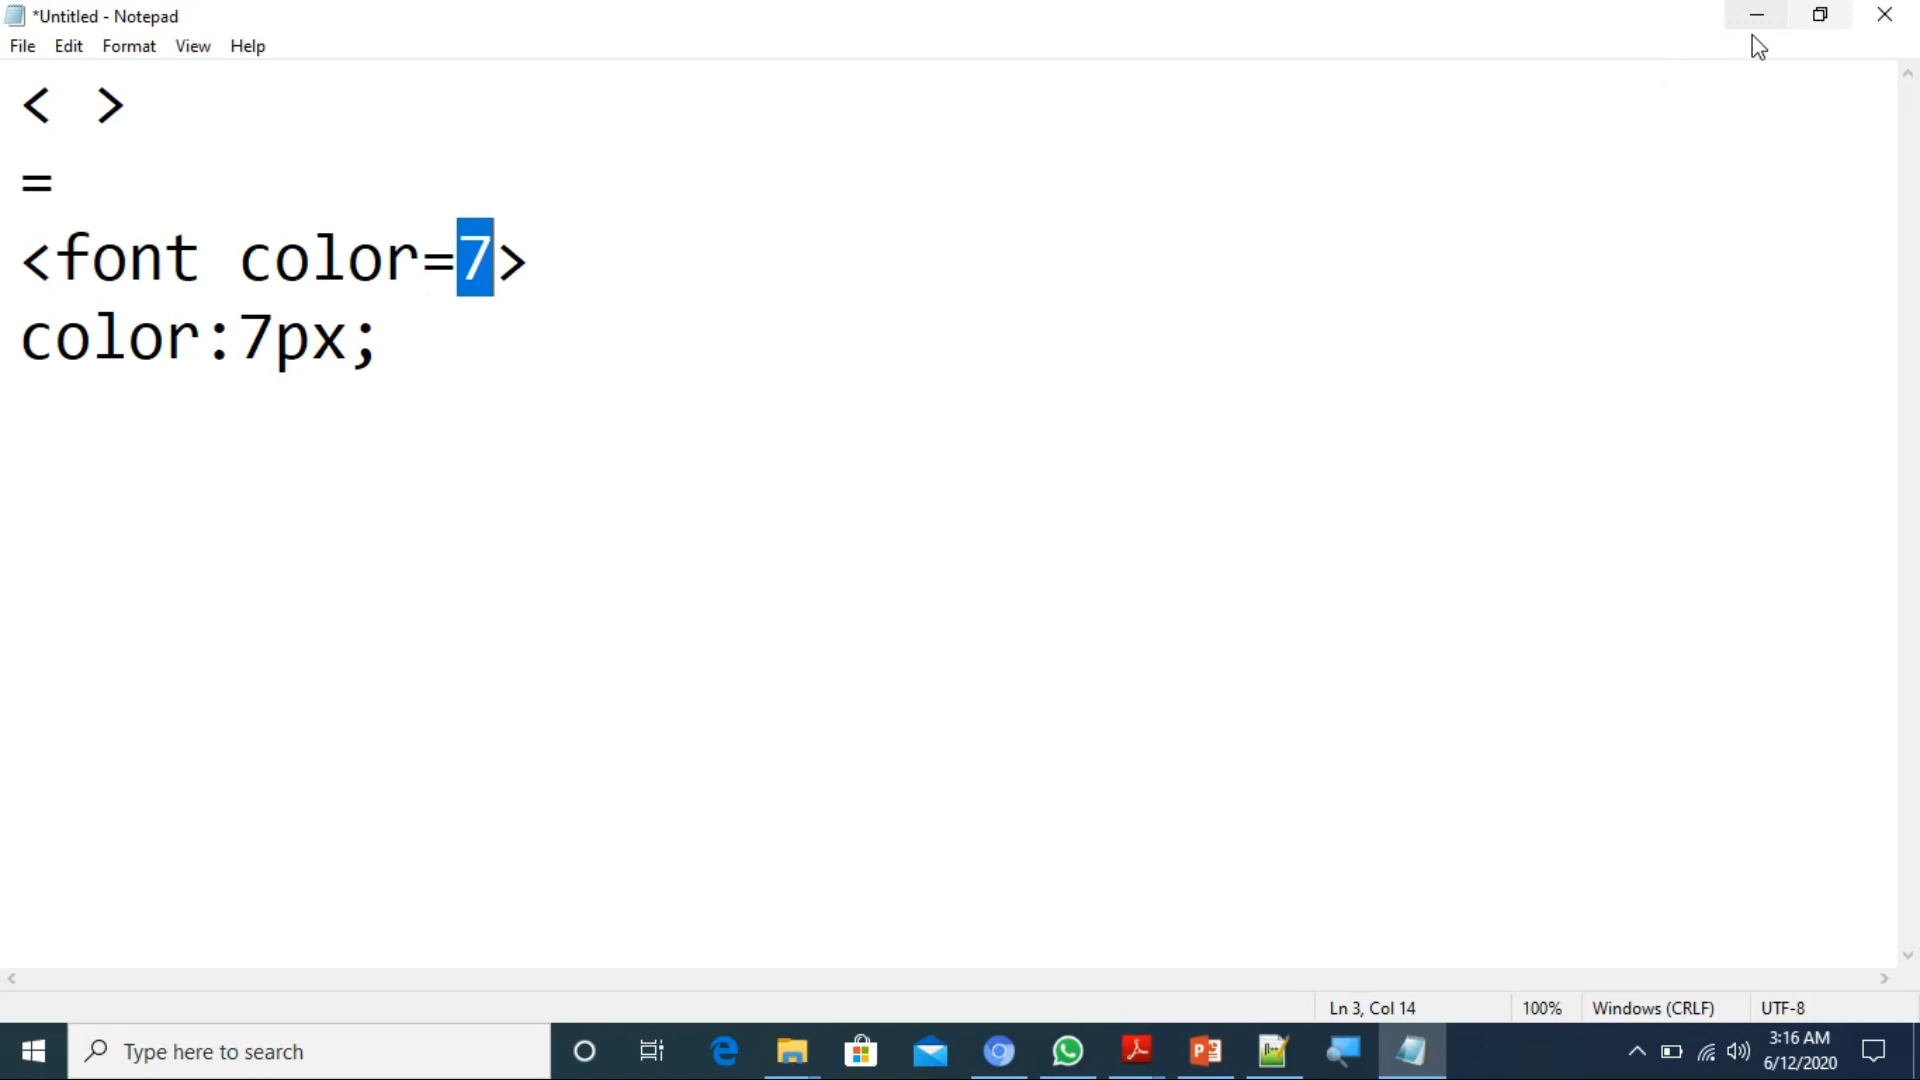 *Untitled - Notepad
File Edit Format View Help
< >
=
<font color=7>
color:7px;
Ln 3, Col 14 100% Windows (CRLF) UTF-8
Type here to search
3:16 AM
6/12/2020